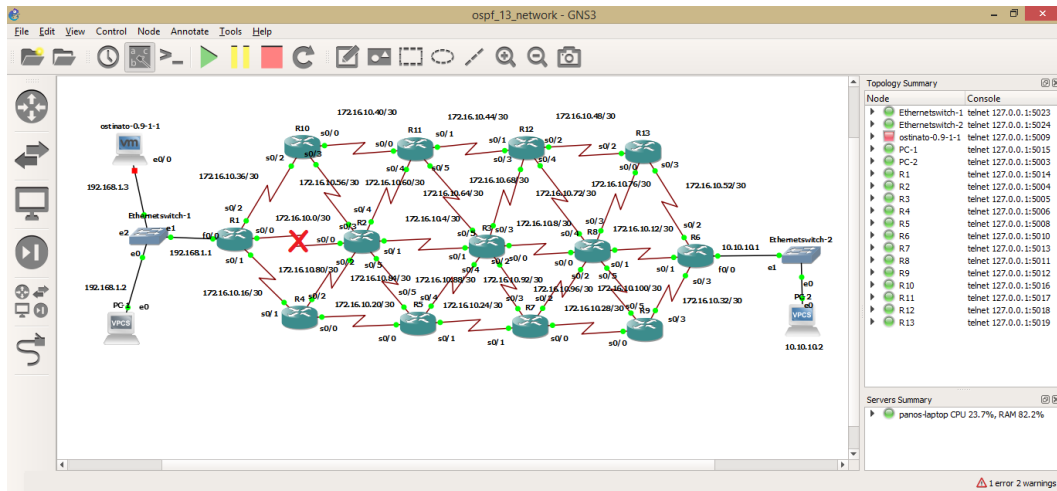 ospf_13_network - GNS3
File Edit View Control Node Annotate Tools Help
172.16.10.40/30
172.16.10.44/30
172.16.10.48/30
ostinato-0.9-1-1
vm
R10
s0/0
R11
s0/1
R12
R13
s0/0
s0/1
s0/2
s0/2
e0/0
s0/2
s0/3
s0/4
s0/5
s0/3
s0/4
s0/0
s0/3
172.16.10.36/30
172.16.10.56/30
172.16.10.60/30
172.16.10.68/30
172.16.10.76/30
172.16.10.52/30
192.168.1.3
172.16.10.64/30
172.16.10.72/30
s0/2
Ethernetswitch-1
R1
172.16.10.0/30
s0/4
172.16.10.4/30
172.16.10.8/30
s0/3
s0/2
e2
e1
s0/0
s0/3
R2
s0/5
R3
s0/3
s0/4
R8
172.16.10.12/30
R6
10.10.10.1
Ethernetswitch-2
f0/0
s0/0
s0/1
s0/1
s0/2
s0/0
s0/0
s0/1
s0/1
f0/0
e1
e0
192.168.1.1
s0/1
s0/2
s0/5
s0/4
s0/2
s0/5
172.16.10.80/30
172.16.10.84/30
172.16.10.88/30
172.16.10.92/30
e0
192.168.1.2
172.16.10.16/30
R4
s0/2
172.16.10.20/30
s0/5
s0/4
R5
172.16.10.24/30
s0/3
s0/2
R7
172.16.10.96/30
172.16.10.100/30
172.16.10.28/30
s0/5
R9
172.16.10.32/30
s0/3
PC-1
e0
PC-2
e0
VPCS
VPCS
s0/1
s0/0
s0/0
s0/1
s0/0
s0/1
s0/0
s0/1
s0/3
10.10.10.2
Topology Summary
Node Console
Ethernetswitch-1 telnet 127.0.0.1:5023
Ethernetswitch-2 telnet 127.0.0.1:5024
ostinato-0.9-1-1 telnet 127.0.0.1:5009
PC-1 telnet 127.0.0.1:5015
PC-2 telnet 127.0.0.1:5003
R1 telnet 127.0.0.1:5014
R2 telnet 127.0.0.1:5004
R3 telnet 127.0.0.1:5005
R4 telnet 127.0.0.1:5006
R5 telnet 127.0.0.1:5008
R6 telnet 127.0.0.1:5010
R7 telnet 127.0.0.1:5013
R8 telnet 127.0.0.1:5011
R9 telnet 127.0.0.1:5012
R10 telnet 127.0.0.1:5016
R11 telnet 127.0.0.1:5017
R12 telnet 127.0.0.1:5018
R13 telnet 127.0.0.1:5019
Servers Summary
panos-laptop CPU 23.7%, RAM 82.2%
1 error 2 warnings